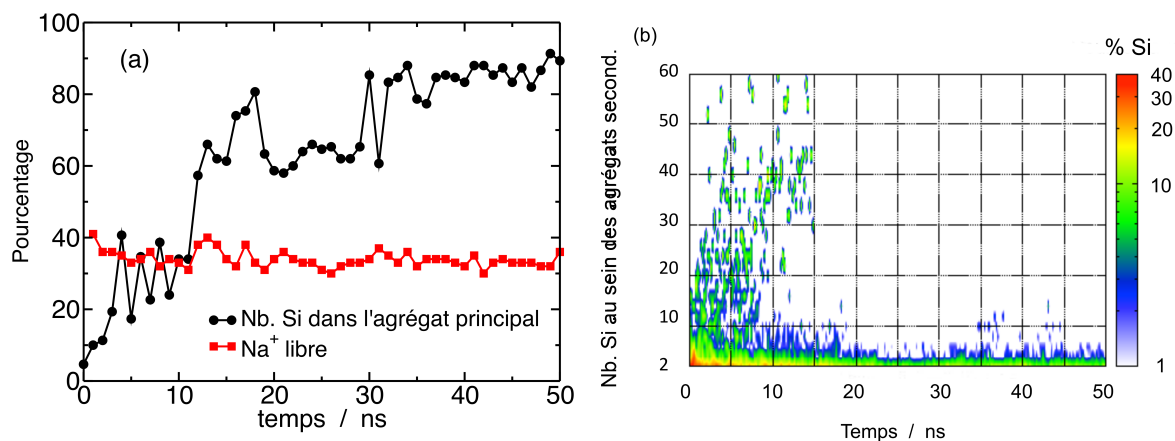 (a)
Pourcentage
100
80
60
40
20
0
Nb. Si dans l'agrégat principal
Na+ libre
0 10 20 30 40 50
temps / ns
(b)
% Si
Nb. Si au sein des agrégats second.
60
50
40
30
20
10
2
0 10 20 30 40 50
Temps / ns
40
30
20
10
1